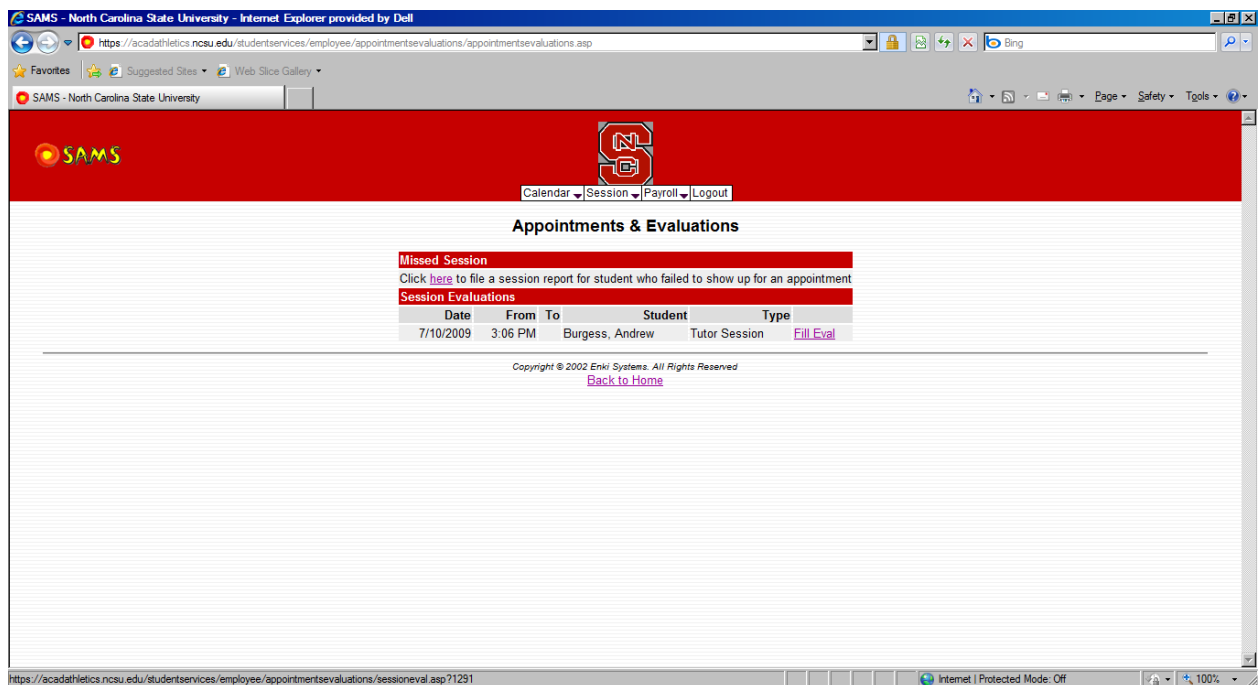 SAMS - North Carolina State University - Internet Explorer provided by Dell
https://acadathletics.ncsu.edu/studentservices/employee/appointmentsevaluations/appointmentsevaluations.asp
Bing
Favorites Suggested Sites Web Slice Gallery
SAMS - North Carolina State University
Page Safety Tools
SAMS
NCS
Calendar Session Payroll Logout
Appointments & Evaluations
Missed Session
Click here to file a session report for student who failed to show up for an appointment
Session Evaluations
Date From To Student Type
7/10/2009 3:06 PM Burgess, Andrew Tutor Session Fill Eval
Copyright © 2002 Enki Systems. All Rights Reserved
Back to Home
https://acadathletics.ncsu.edu/studentservices/employee/appointmentsevaluations/sessioneval.asp?1291 Internet | Protected Mode: Off 100%